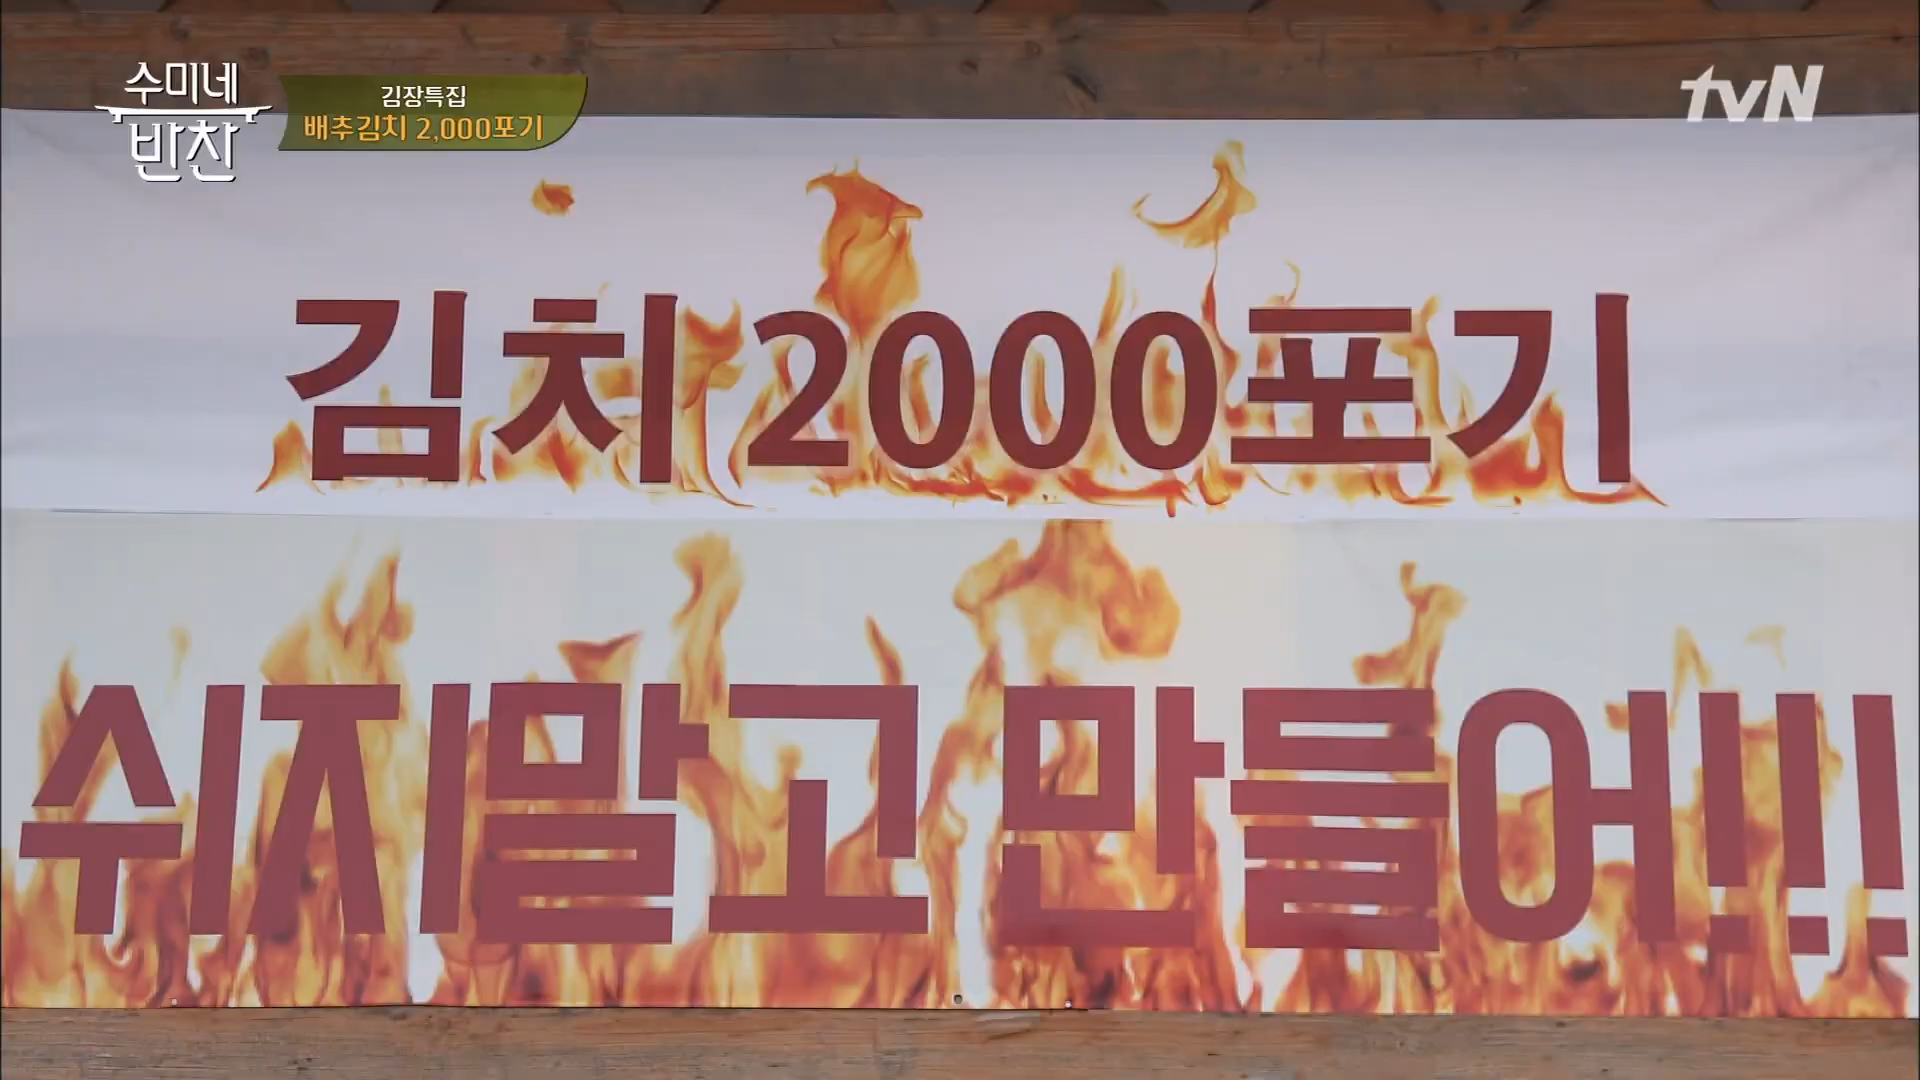 수미네
반찬
김장특집
배추김치 2,000포기
tvN
김치 2000포기
쉬지말고 만들어!!!